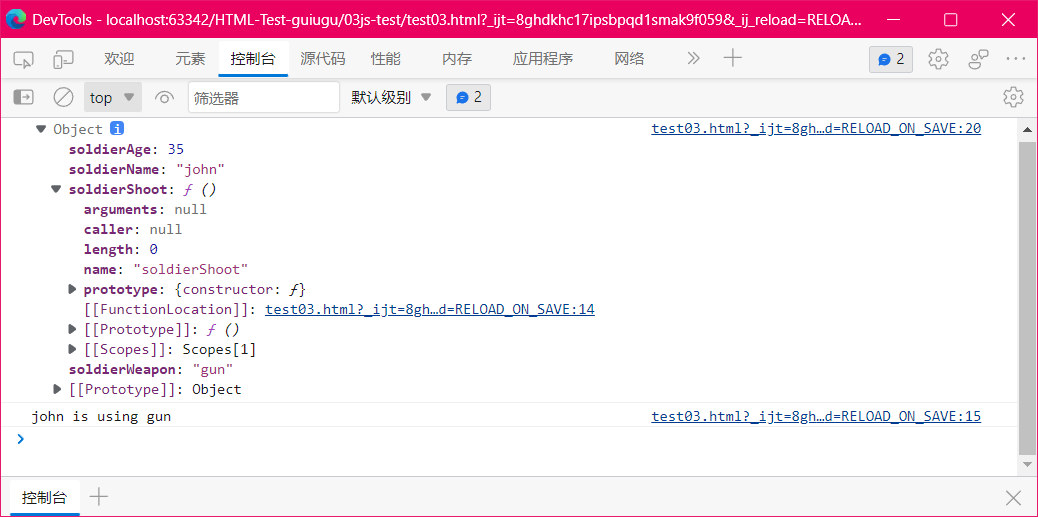 DevTools - localhost:63342/HTML-Test-guiugu/03js-test/test03.html?_ijt=8ghdkhc17ipsbpqd1smak9f059&_ij_reload=RELOA...
欢迎 元素 控制台 源代码 性能 内存 应用程序 网络 2
top 筛选器 默认级别 2
Object i test03.html?_ijt=8gh…d=RELOAD_ON_SAVE:20
soldierAge: 35
soldierName: "john"
soldierShoot: ƒ ()
arguments: null
caller: null
length: 0
name: "soldierShoot"
prototype: {constructor: ƒ}
[[FunctionLocation]]: test03.html?_ijt=8gh…d=RELOAD_ON_SAVE:14
[[Prototype]]: ƒ ()
[[Scopes]]: Scopes[1]
soldierWeapon: "gun"
[[Prototype]]: Object
john is using gun test03.html?_ijt=8gh…d=RELOAD_ON_SAVE:15
控制台